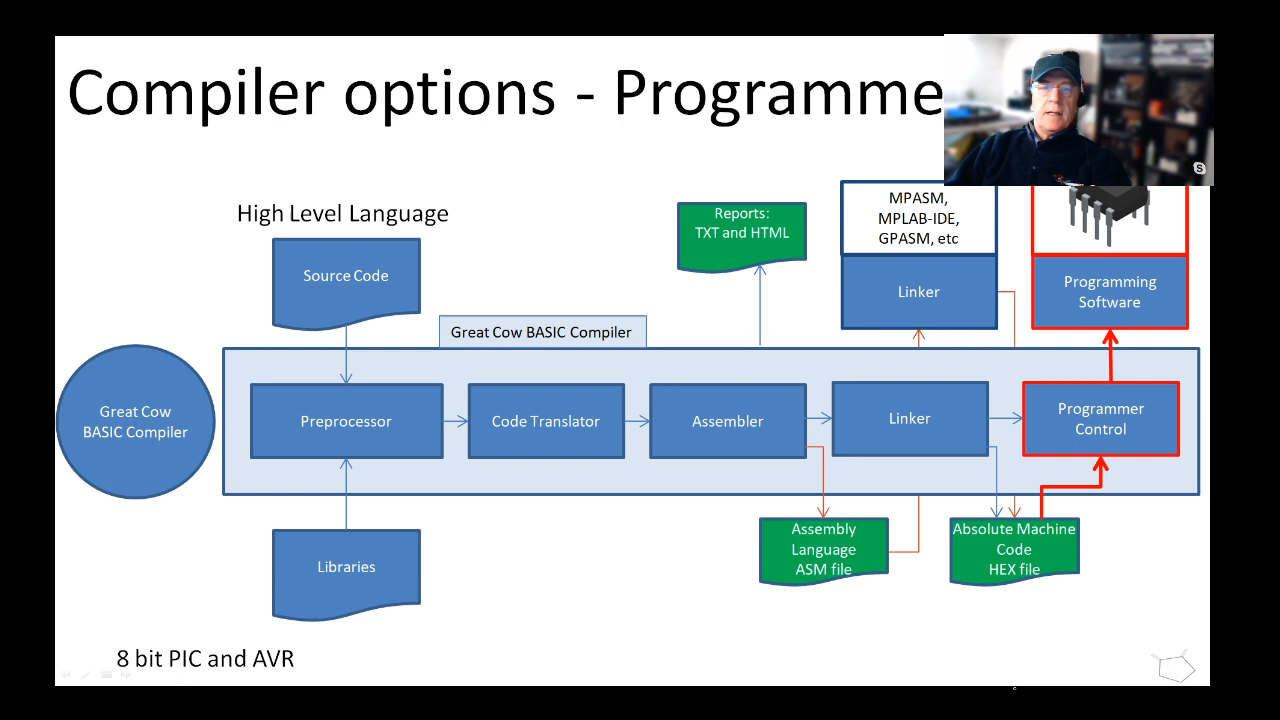 Compiler options - Programme
High Level Language
Source Code
Reports:
TXT and HTML
MPASM,
MPLAB-IDE,
GPASM, etc
Linker
Programming
Software
Great Cow BASIC Compiler
Great Cow
BASIC Compiler
Preprocessor
Code Translator
Assembler
Linker
Programmer
Control
Libraries
Assembly
Language
ASM file
Absolute Machine
Code
HEX file
8 bit PIC and AVR